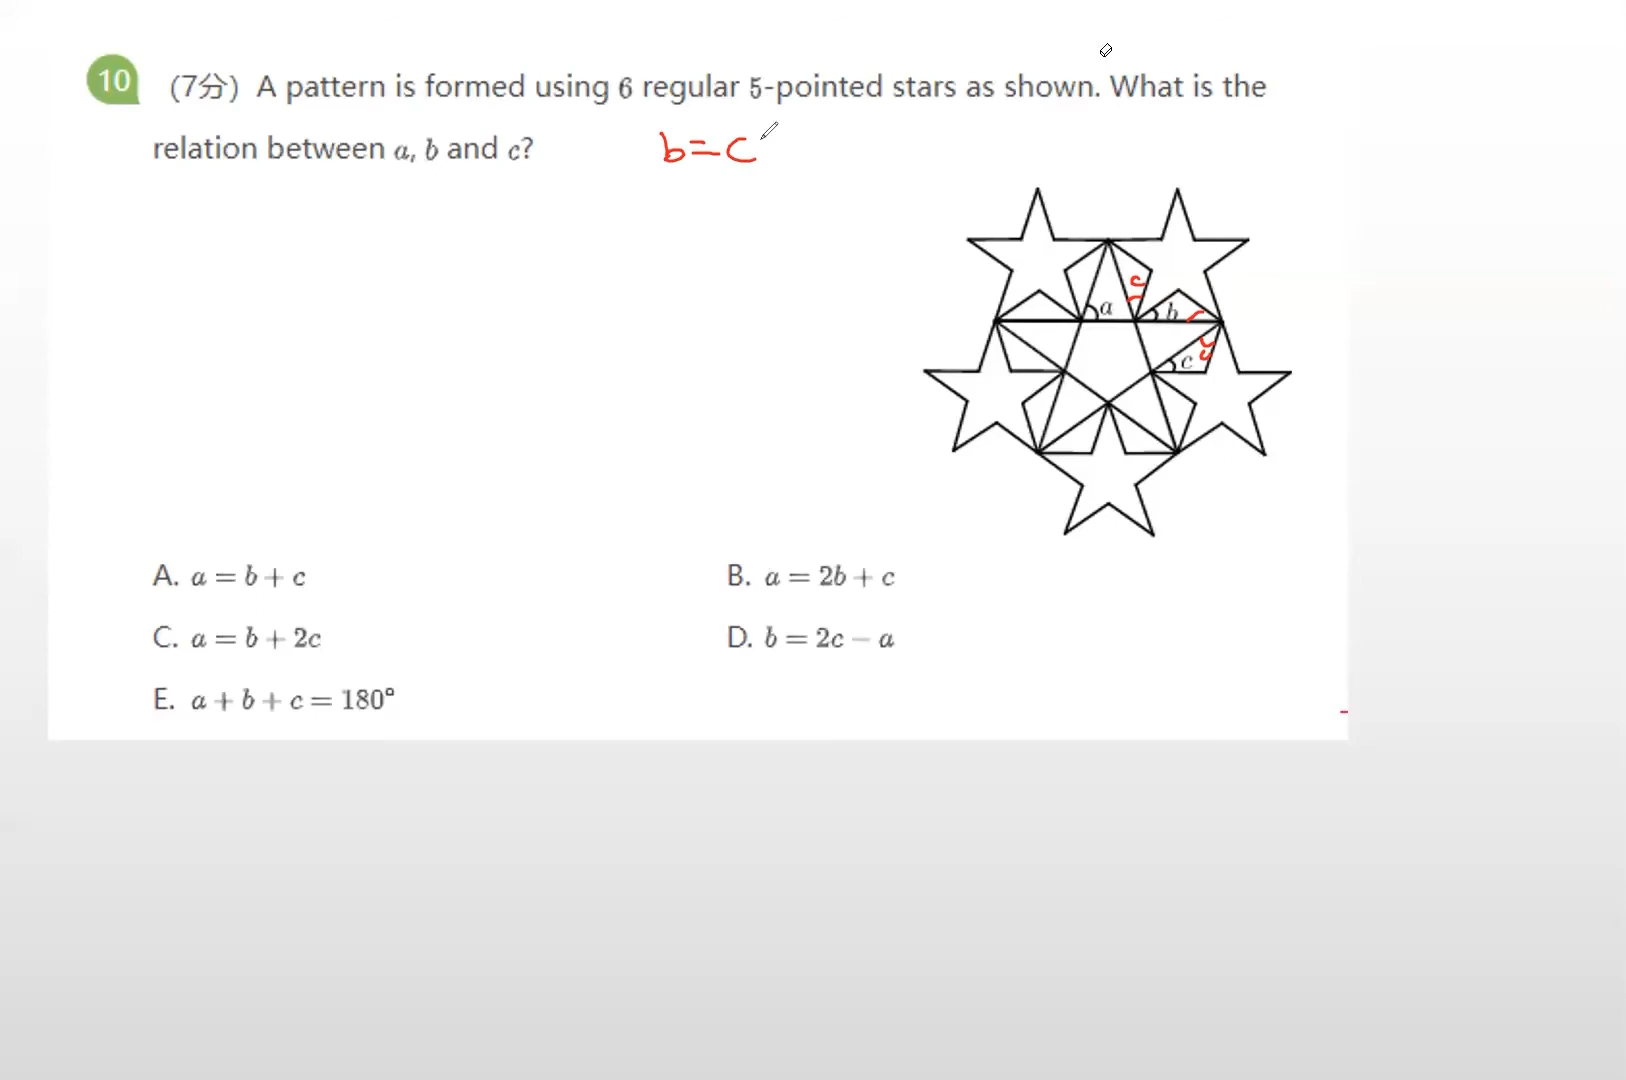 10 (7分) A pattern is formed using 6 regular 5-pointed stars as shown. What is the
relation between a, b and c?
b=c
c
a
b
c
A. a = b + c
B. a = 2b + c
C. a = b + 2c
D. b = 2c − a
E. a + b + c = 180°